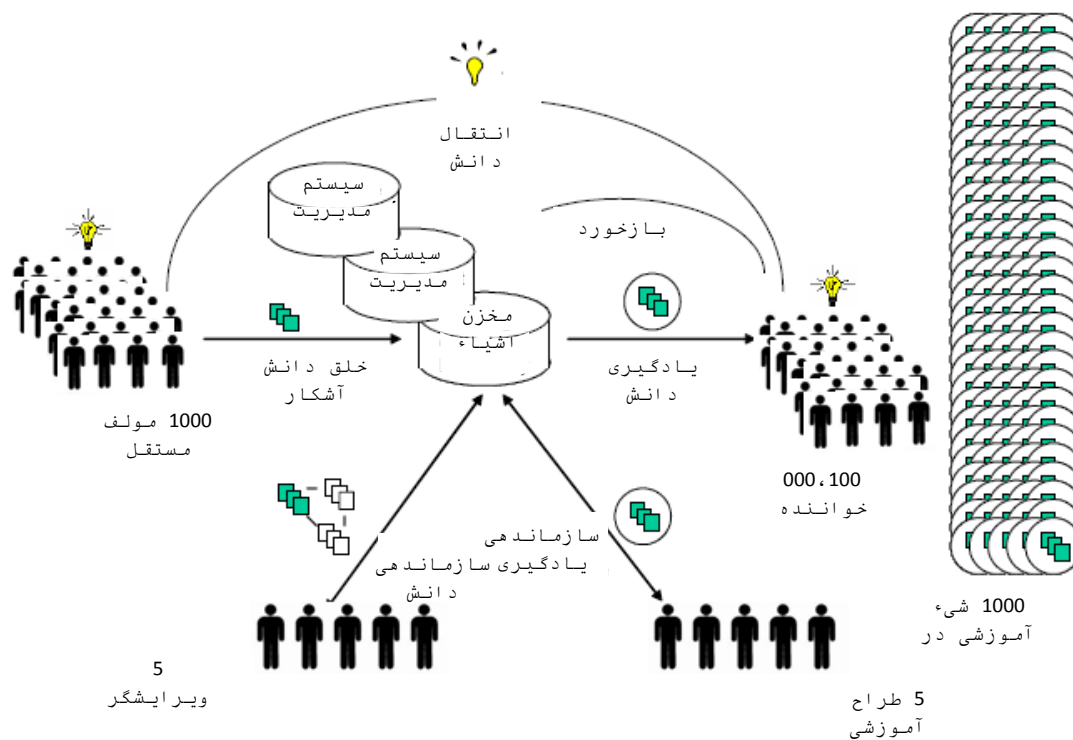 انتقال
دانش
سیستم
مدیریت
بازخورد
سیستم
مدیریت
مخزن
اشیاء
خلق دانش
آشکار
یادگیری
دانش
1000 مولف
مستقل
000،100
خواننده
سازماندهی
یادگیری
سازماندهی
دانش
1000 شیء
آموزشی در
5
ویرایشگر
5 طراح
آموزشی